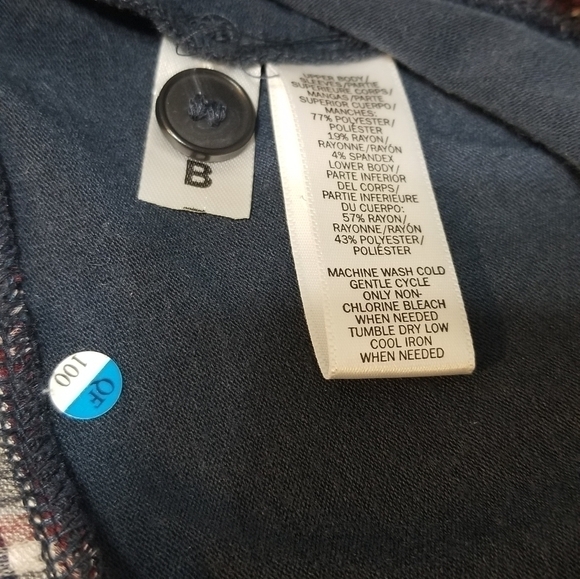 UPPER BODY/
SLEEVES/PARTIE
SUPERIEURE CORPS/
MANGAS/PARTE
SUPERIOR CUERPO/
MANCHES:
77% POLYESTER/
POLIÉSTER
19% RAYON/
RAYONNE/RAYÓN
4% SPANDEX
LOWER BODY/
PARTE INFERIOR
DEL CORPS/
PARTIE INFERIEURE
DU CUERPO:
57% RAYON/
RAYONNE/RAYÓN
43% POLYESTER/
POLIÉSTER
MACHINE WASH COLD
GENTLE CYCLE
ONLY NON-
CHLORINE BLEACH
WHEN NEEDED
TUMBLE DRY LOW
COOL IRON
WHEN NEEDED
B
100
QF